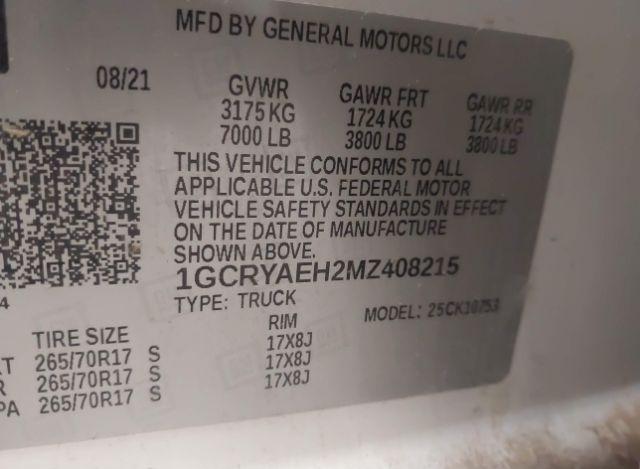 MFD BY GENERAL MOTORS LLC
08/21 GVWR GAWR FRT GAWR RR
3175 KG 1724 KG 1724 KG
7000 LB 3800 LB 3800 LB
THIS VEHICLE CONFORMS TO ALL
APPLICABLE U.S. FEDERAL MOTOR
VEHICLE SAFETY STANDARDS IN EFFECT
ON THE DATE OF MANUFACTURE
SHOWN ABOVE.
1GCRYAEH2MZ408215
4
TYPE: TRUCK MODEL: 25CK10753
TIRE SIZE RIM
RT 265/70R17 S 17X8J
R 265/70R17 S 17X8J
PA 265/70R17 S 17X8J